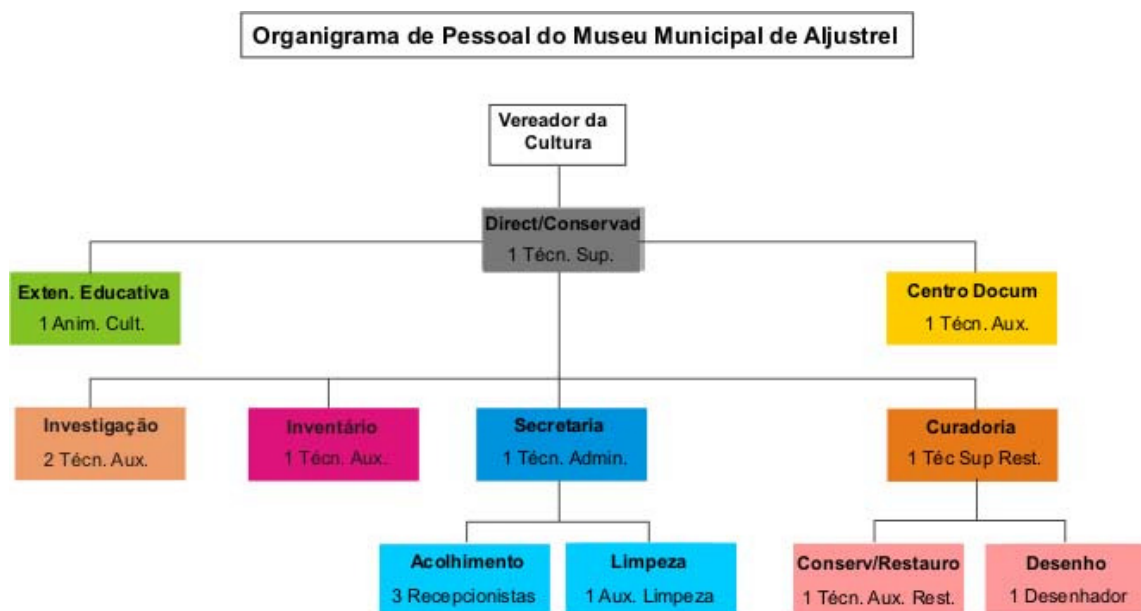 Organigrama de Pessoal do Museu Municipal de Aljustrel
Vereador da
Cultura
Direct/Conservad
1 Técn. Sup.
Exten. Educativa
1 Anim. Cult.
Centro Docum
1 Técn. Aux.
Investigação
2 Técn. Aux.
Inventário
1 Técn. Aux.
Secretaria
1 Técn. Admin.
Curadoria
1 Téc Sup Rest.
Acolhimento
3 Recepcionistas
Limpeza
1 Aux. Limpeza
Conserv/Restauro
1 Técn. Aux. Rest.
Desenho
1 Desenhador